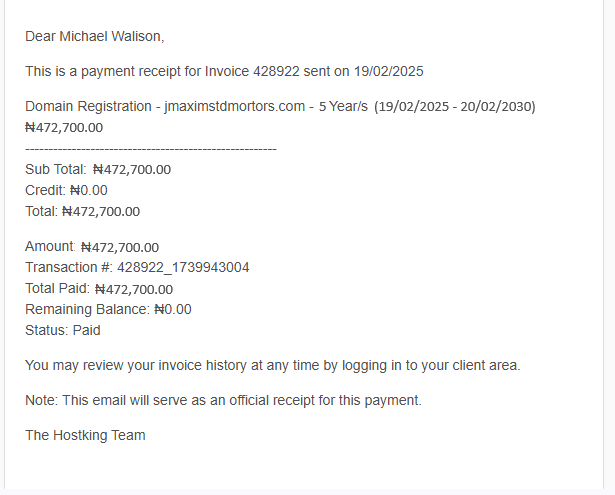 Dear Michael Walison,
This is a payment receipt for Invoice 428922 sent on 19/02/2025
Domain Registration - jmaximstdmortors.com - 5 Year/s (19/02/2025 - 20/02/2030)
₦472,700.00
------------------------------------------------------
Sub Total: ₦472,700.00
Credit: ₦0.00
Total: ₦472,700.00
Amount: ₦472,700.00
Transaction #: 428922_1739943004
Total Paid: ₦472,700.00
Remaining Balance: ₦0.00
Status: Paid
You may review your invoice history at any time by logging in to your client area.
Note: This email will serve as an official receipt for this payment.
The Hostking Team